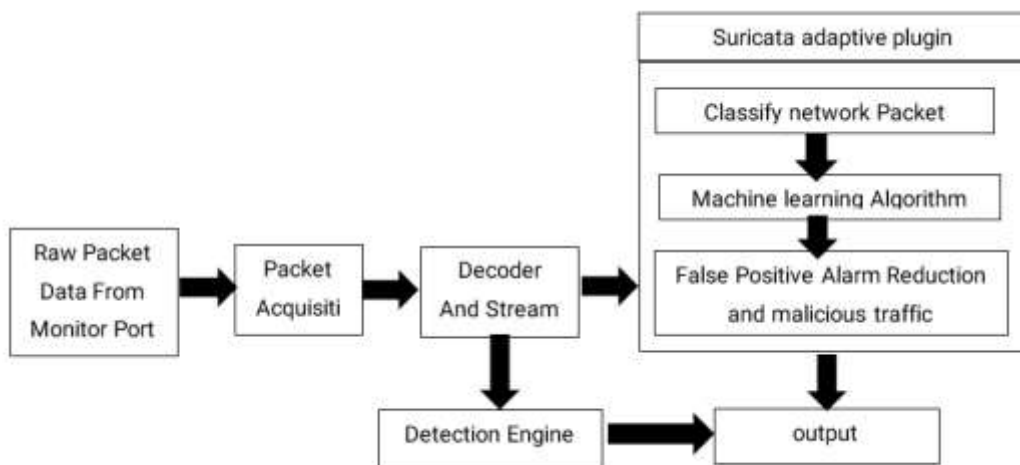 Suricata adaptive plugin
Classify network Packet
Machine learning Algorithm
Raw Packet
Data From
Monitor Port
Packet
Acquisiti
Decoder
And Stream
False Positive Alarm Reduction
and malicious traffic
Detection Engine
output